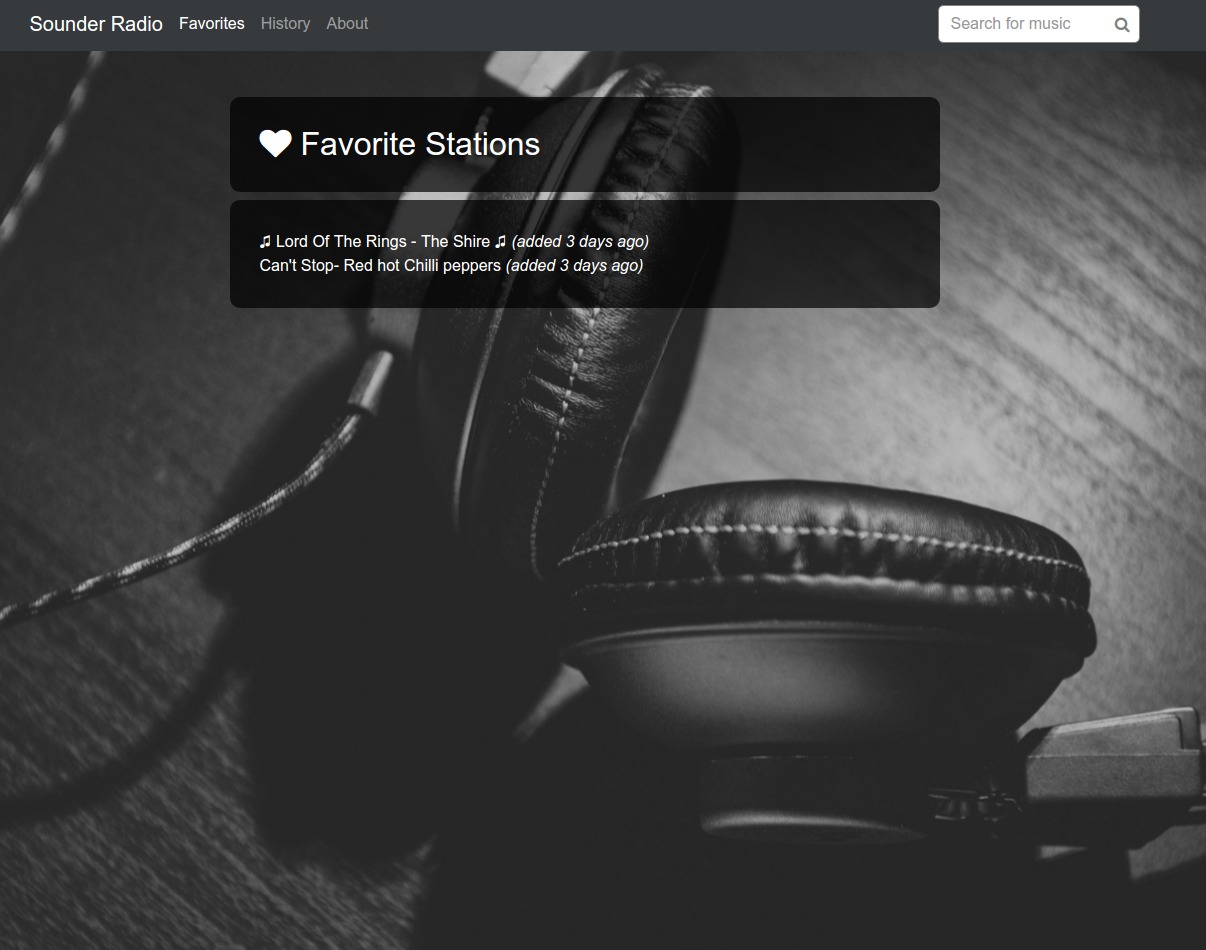 Sounder Radio Favorites History About Search for music
Favorite Stations
♫ Lord Of The Rings - The Shire ♫ (added 3 days ago)
Can't Stop- Red hot Chilli peppers (added 3 days ago)